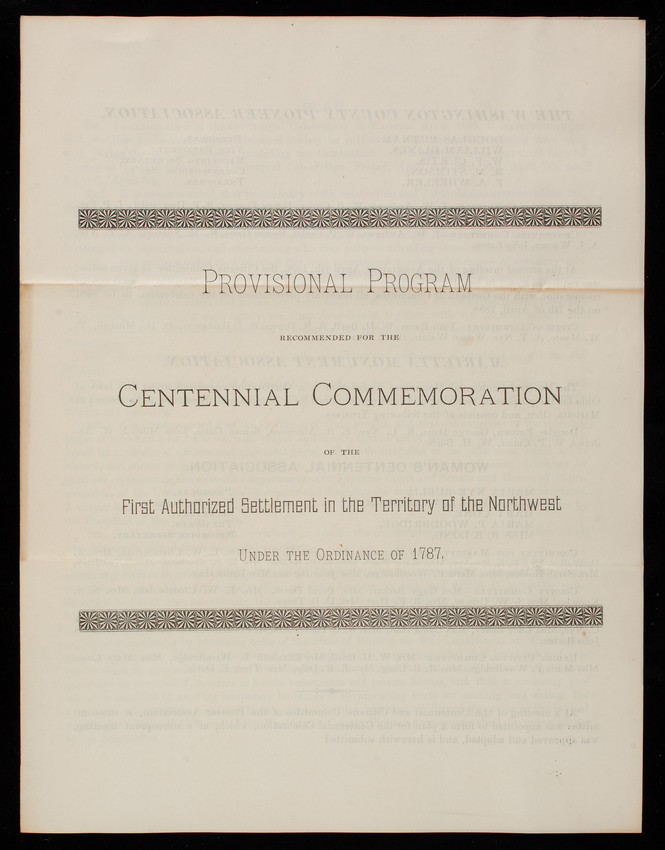 PROVISIONAL PROGRAM
RECOMMENDED FOR THE
CENTENNIAL COMMEMORATION
OF THE
First Authorized Settlement in the Territory of the Northwest
UNDER THE ORDINANCE OF 1787.